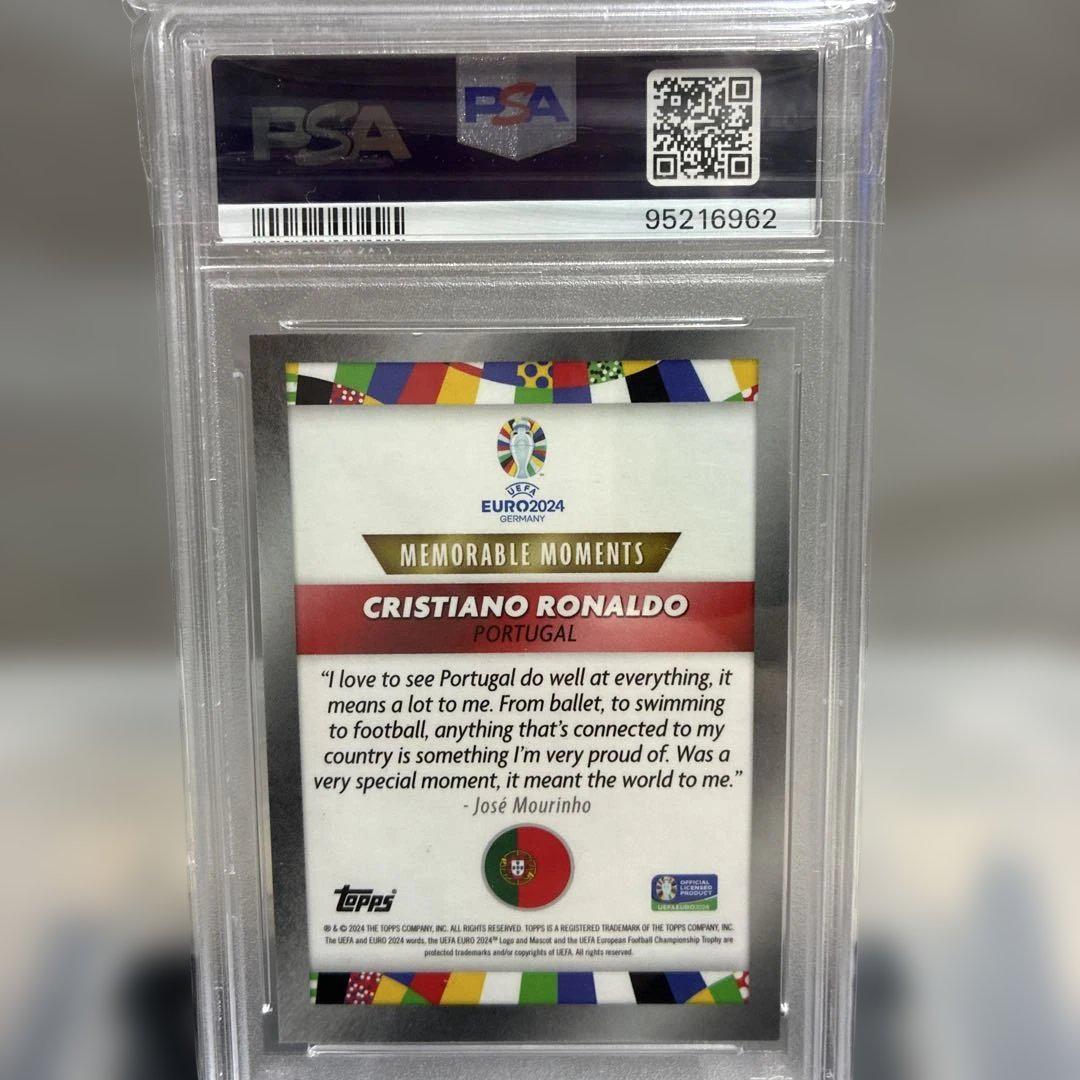 PSA PSA
95216962
UEFA
EURO2024
GERMANY
MEMORABLE MOMENTS
CRISTIANO RONALDO
PORTUGAL
“I love to see Portugal do well at everything, it
means a lot to me. From ballet, to swimming
to football, anything that’s connected to my
country is something I’m very proud of. Was a
very special moment, it meant the world to me.”
- José Mourinho
Topps®
OFFICIAL
LICENSED
PRODUCT
UEFA EURO2024
® & © 2024 THE TOPPS COMPANY, INC. ALL RIGHTS RESERVED. TOPPS IS A REGISTERED TRADEMARK OF THE TOPPS COMPANY, INC.
The UEFA and EURO 2024 words, the UEFA EURO 2024™ Logo and Mascot and the UEFA European Football Championship Trophy are
protected trademarks and/or copyrights of UEFA. All rights reserved.